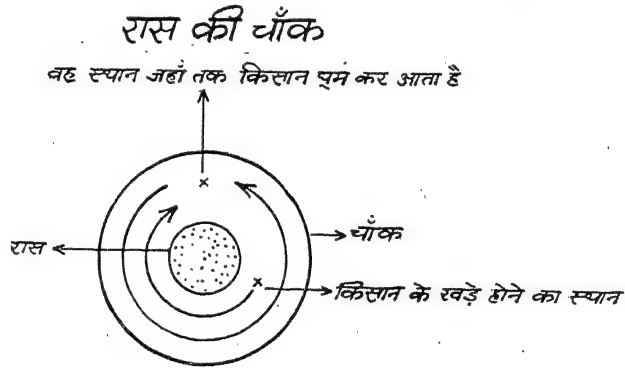 रास की चाँक
वह स्थान जहाँ तक किसान घूम कर आता है
रास
चाँक
किसान के खड़े होने का स्थान